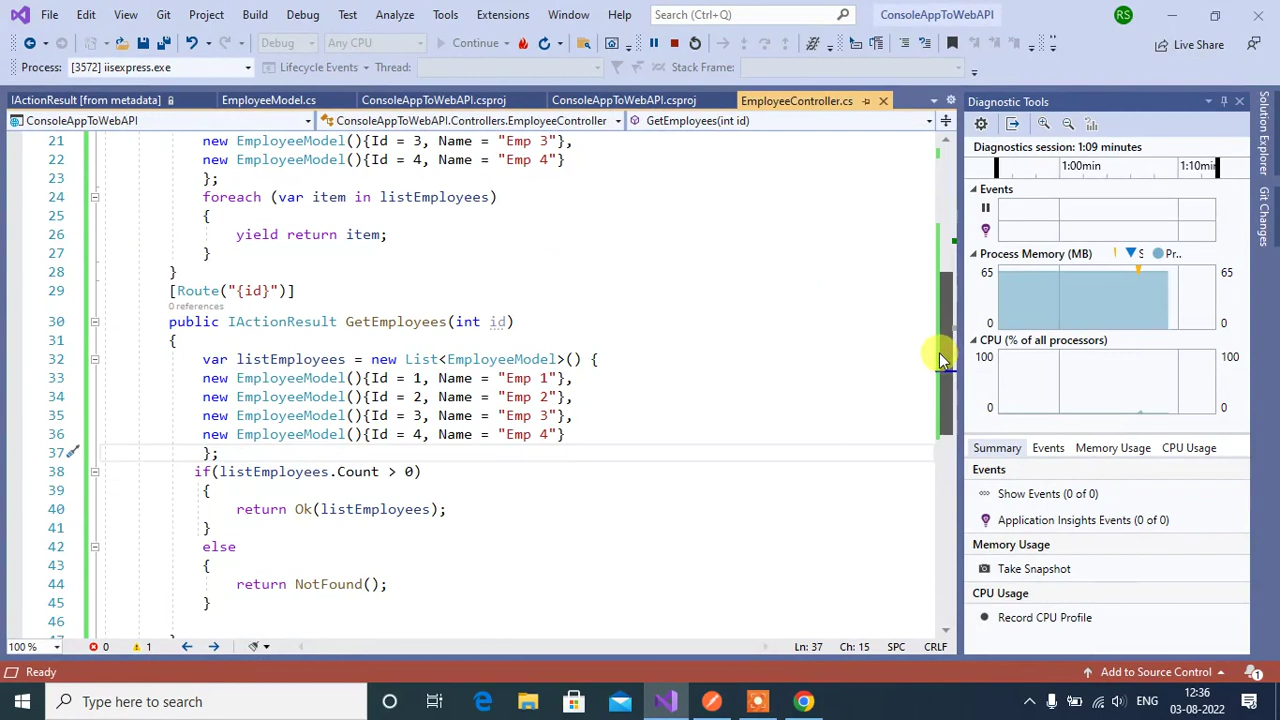 File Edit View Git Project Build Debug Test Analyze Tools Extensions Window Help Search (Ctrl+Q) ConsoleAppToWebAPI RS
Debug Any CPU Continue Live Share
Process: [3572] iisexpress.exe Lifecycle Events Thread: Stack Frame:
IActionResult [from metadata] EmployeeModel.cs ConsoleAppToWebAPI.csproj ConsoleAppToWebAPI.csproj EmployeeController.cs
ConsoleAppToWebAPI ConsoleAppToWebAPI.Controllers.EmployeeController GetEmployees(int id)
21 new EmployeeModel(){Id = 3, Name = "Emp 3"},
22 new EmployeeModel(){Id = 4, Name = "Emp 4"}
23 };
24 foreach (var item in listEmployees)
25 {
26 yield return item;
27 }
28 }
29 [Route("{id}")]
0 references
30 public IActionResult GetEmployees(int id)
31 {
32 var listEmployees = new List<EmployeeModel>() {
33 new EmployeeModel(){Id = 1, Name = "Emp 1"},
34 new EmployeeModel(){Id = 2, Name = "Emp 2"},
35 new EmployeeModel(){Id = 3, Name = "Emp 3"},
36 new EmployeeModel(){Id = 4, Name = "Emp 4"}
37 };
38 if(listEmployees.Count > 0)
39 {
40 return Ok(listEmployees);
41 }
42 else
43 {
44 return NotFound();
45 }
46
47 }
100 % 0 1 Ln: 37 Ch: 15 SPC CRLF
Diagnostic Tools
Diagnostics session: 1:09 minutes
1:00min 1:10min
Events
Process Memory (MB) S Pr..
65 65
0 0
CPU (% of all processors)
100 100
0 0
Summary Events Memory Usage CPU Usage
Events
Show Events (0 of 0)
Application Insights Events (0 of 0)
Memory Usage
Take Snapshot
CPU Usage
Record CPU Profile
Solution Explorer
Git Changes
Ready Add to Source Control 1
Type here to search ENG 12:36
03-08-2022